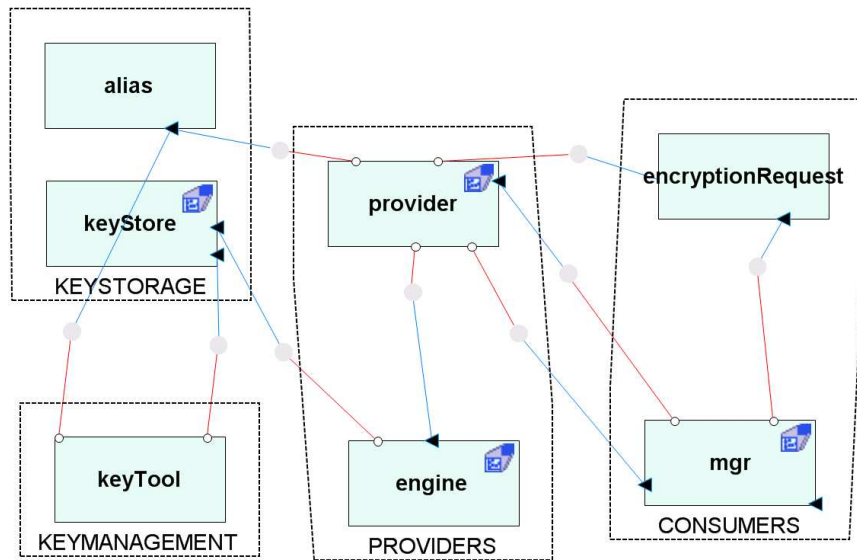 alias
encryptionRequest
provider
keyStore
KEYSTORAGE
keyTool
engine
mgr
KEYMANAGEMENT
PROVIDERS
CONSUMERS